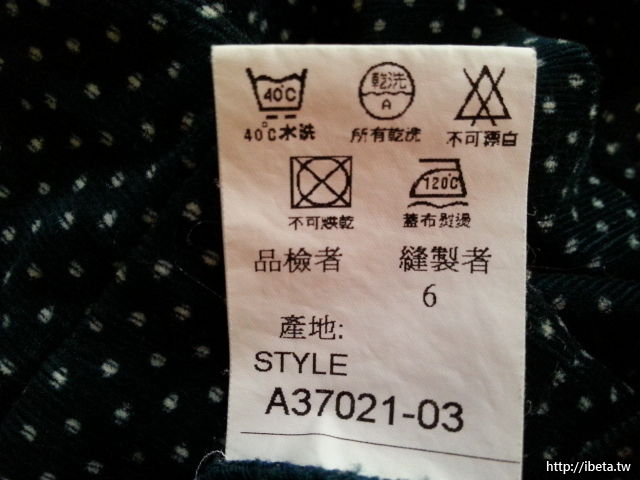 40℃ 乾洗 A
40℃水洗 所有乾洗 不可漂白
120℃
不可烘乾 蓋布熨燙
品檢者 縫製者
6
產地:
STYLE
A37021-03
http://ibeta.tw